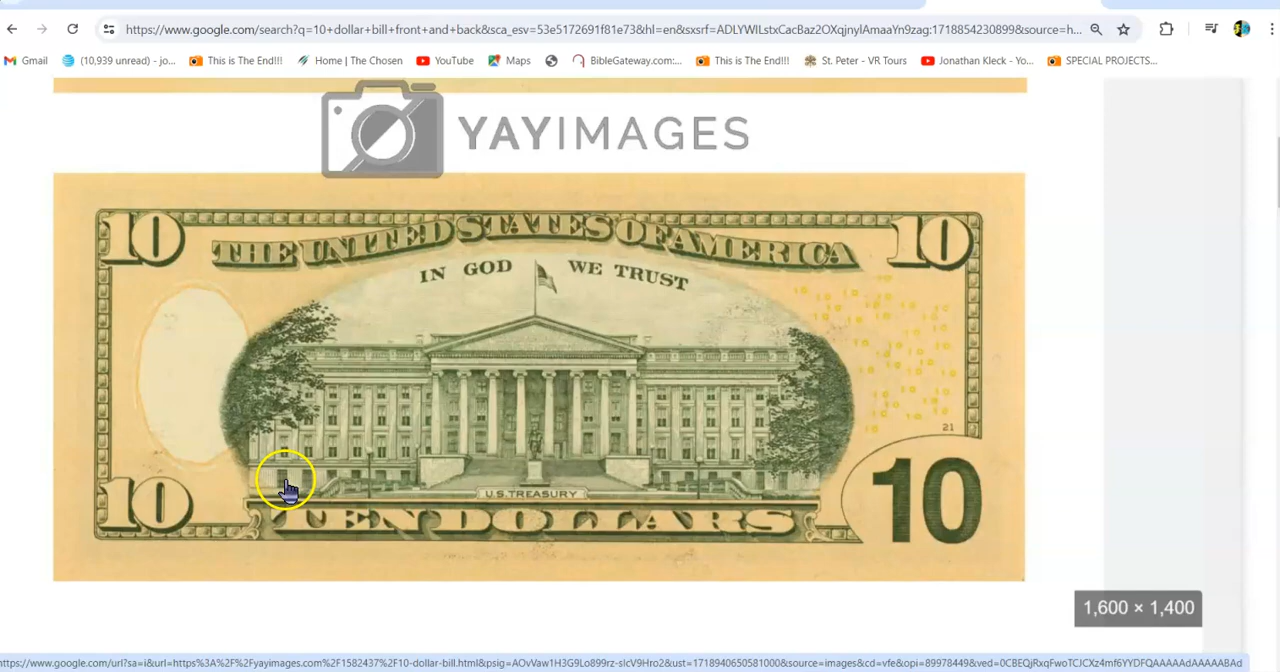 https://www.google.com/search?q=10+dollar+bill+front+and+back&sca_esv=53e5172691f81e73&hl=en&sxsrf=ADLYWILstxCacBaz2OXqjnylAmaaYn9zag:1718854230899&source=h...
Gmail (10,939 unread) - jo... This is The End!!! Home | The Chosen YouTube Maps BibleGateway.com:... This is The End!!! St. Peter - VR Tours Jonathan Kleck - Yo... SPECIAL PROJECTS...
YAYIMAGES
10 THE UNITED STATES OF AMERICA 10
IN GOD WE TRUST
21
U.S. TREASURY
10 TEN DOLLARS 10
1,600 × 1,400